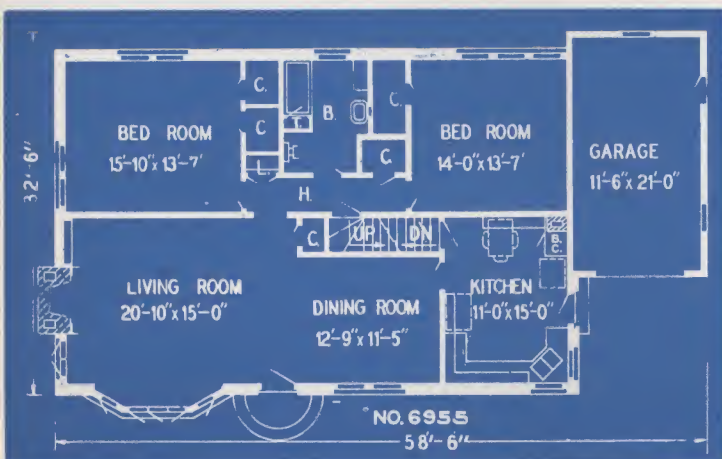 C.
BED ROOM
15'-10" x 13'-7'
C
L.
B.
C.
C.
BED ROOM
14'-0" x 13'-7"
GARAGE
11'-6" x 21'-0"
32'-6"
H.
C.
UP
DN
B.
C.
LIVING ROOM
20'-10" x 15'-0"
DINING ROOM
12'-9" x 11'-5"
KITCHEN
11'-0" x 15'-0"
NO. 6955
58'-6"